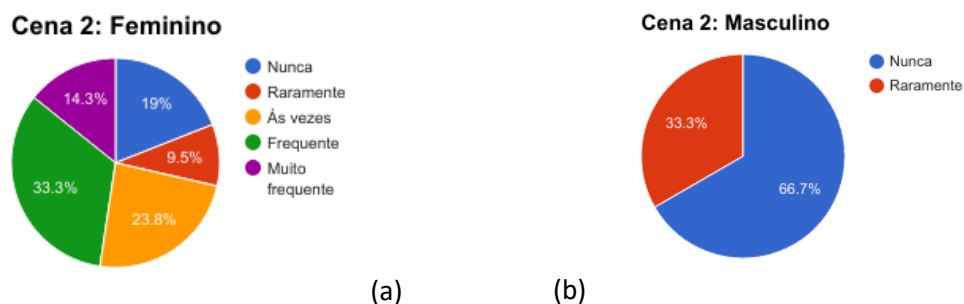 Cena 2: Feminino
Nunca
Raramente
Às vezes
Frequente
Muito
frequente
19%
9.5%
23.8%
33.3%
14.3%
(a)
Cena 2: Masculino
Nunca
Raramente
33.3%
66.7%
(b)